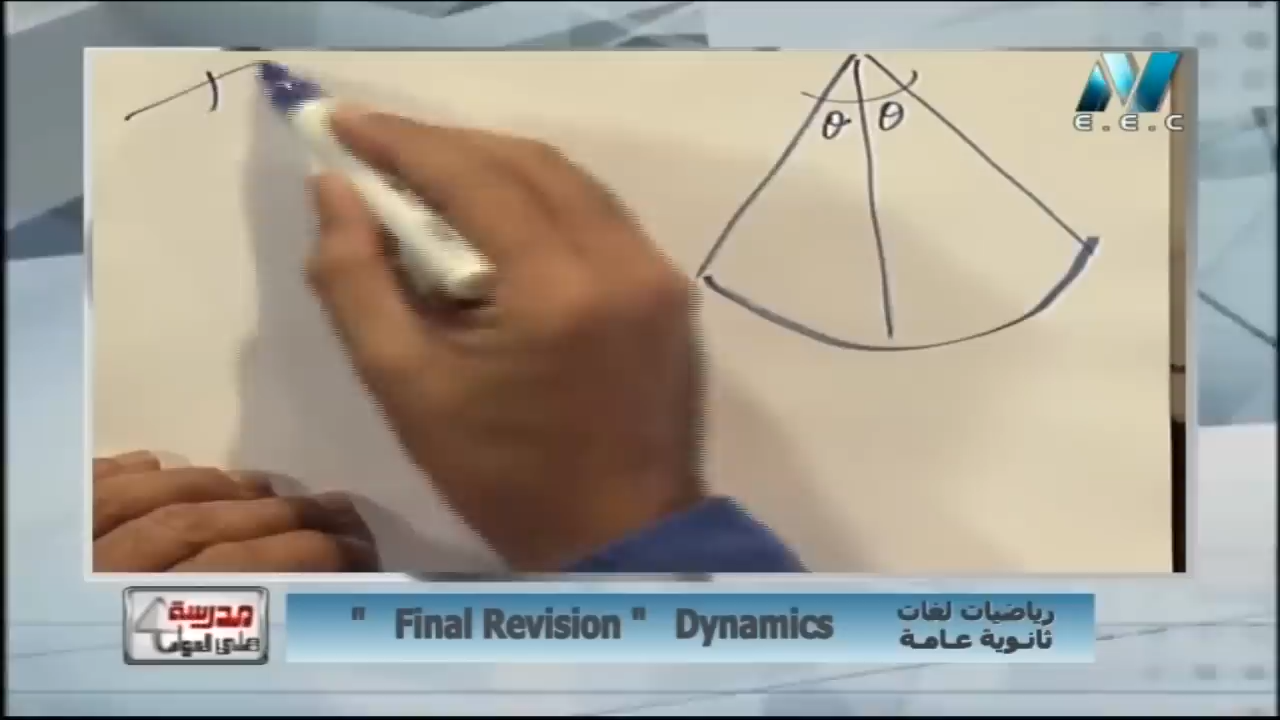 θ θ
E.E.C
مدرسة
على الهواء
" Final Revision " Dynamics
رياضيات لغات
ثانوية عامة